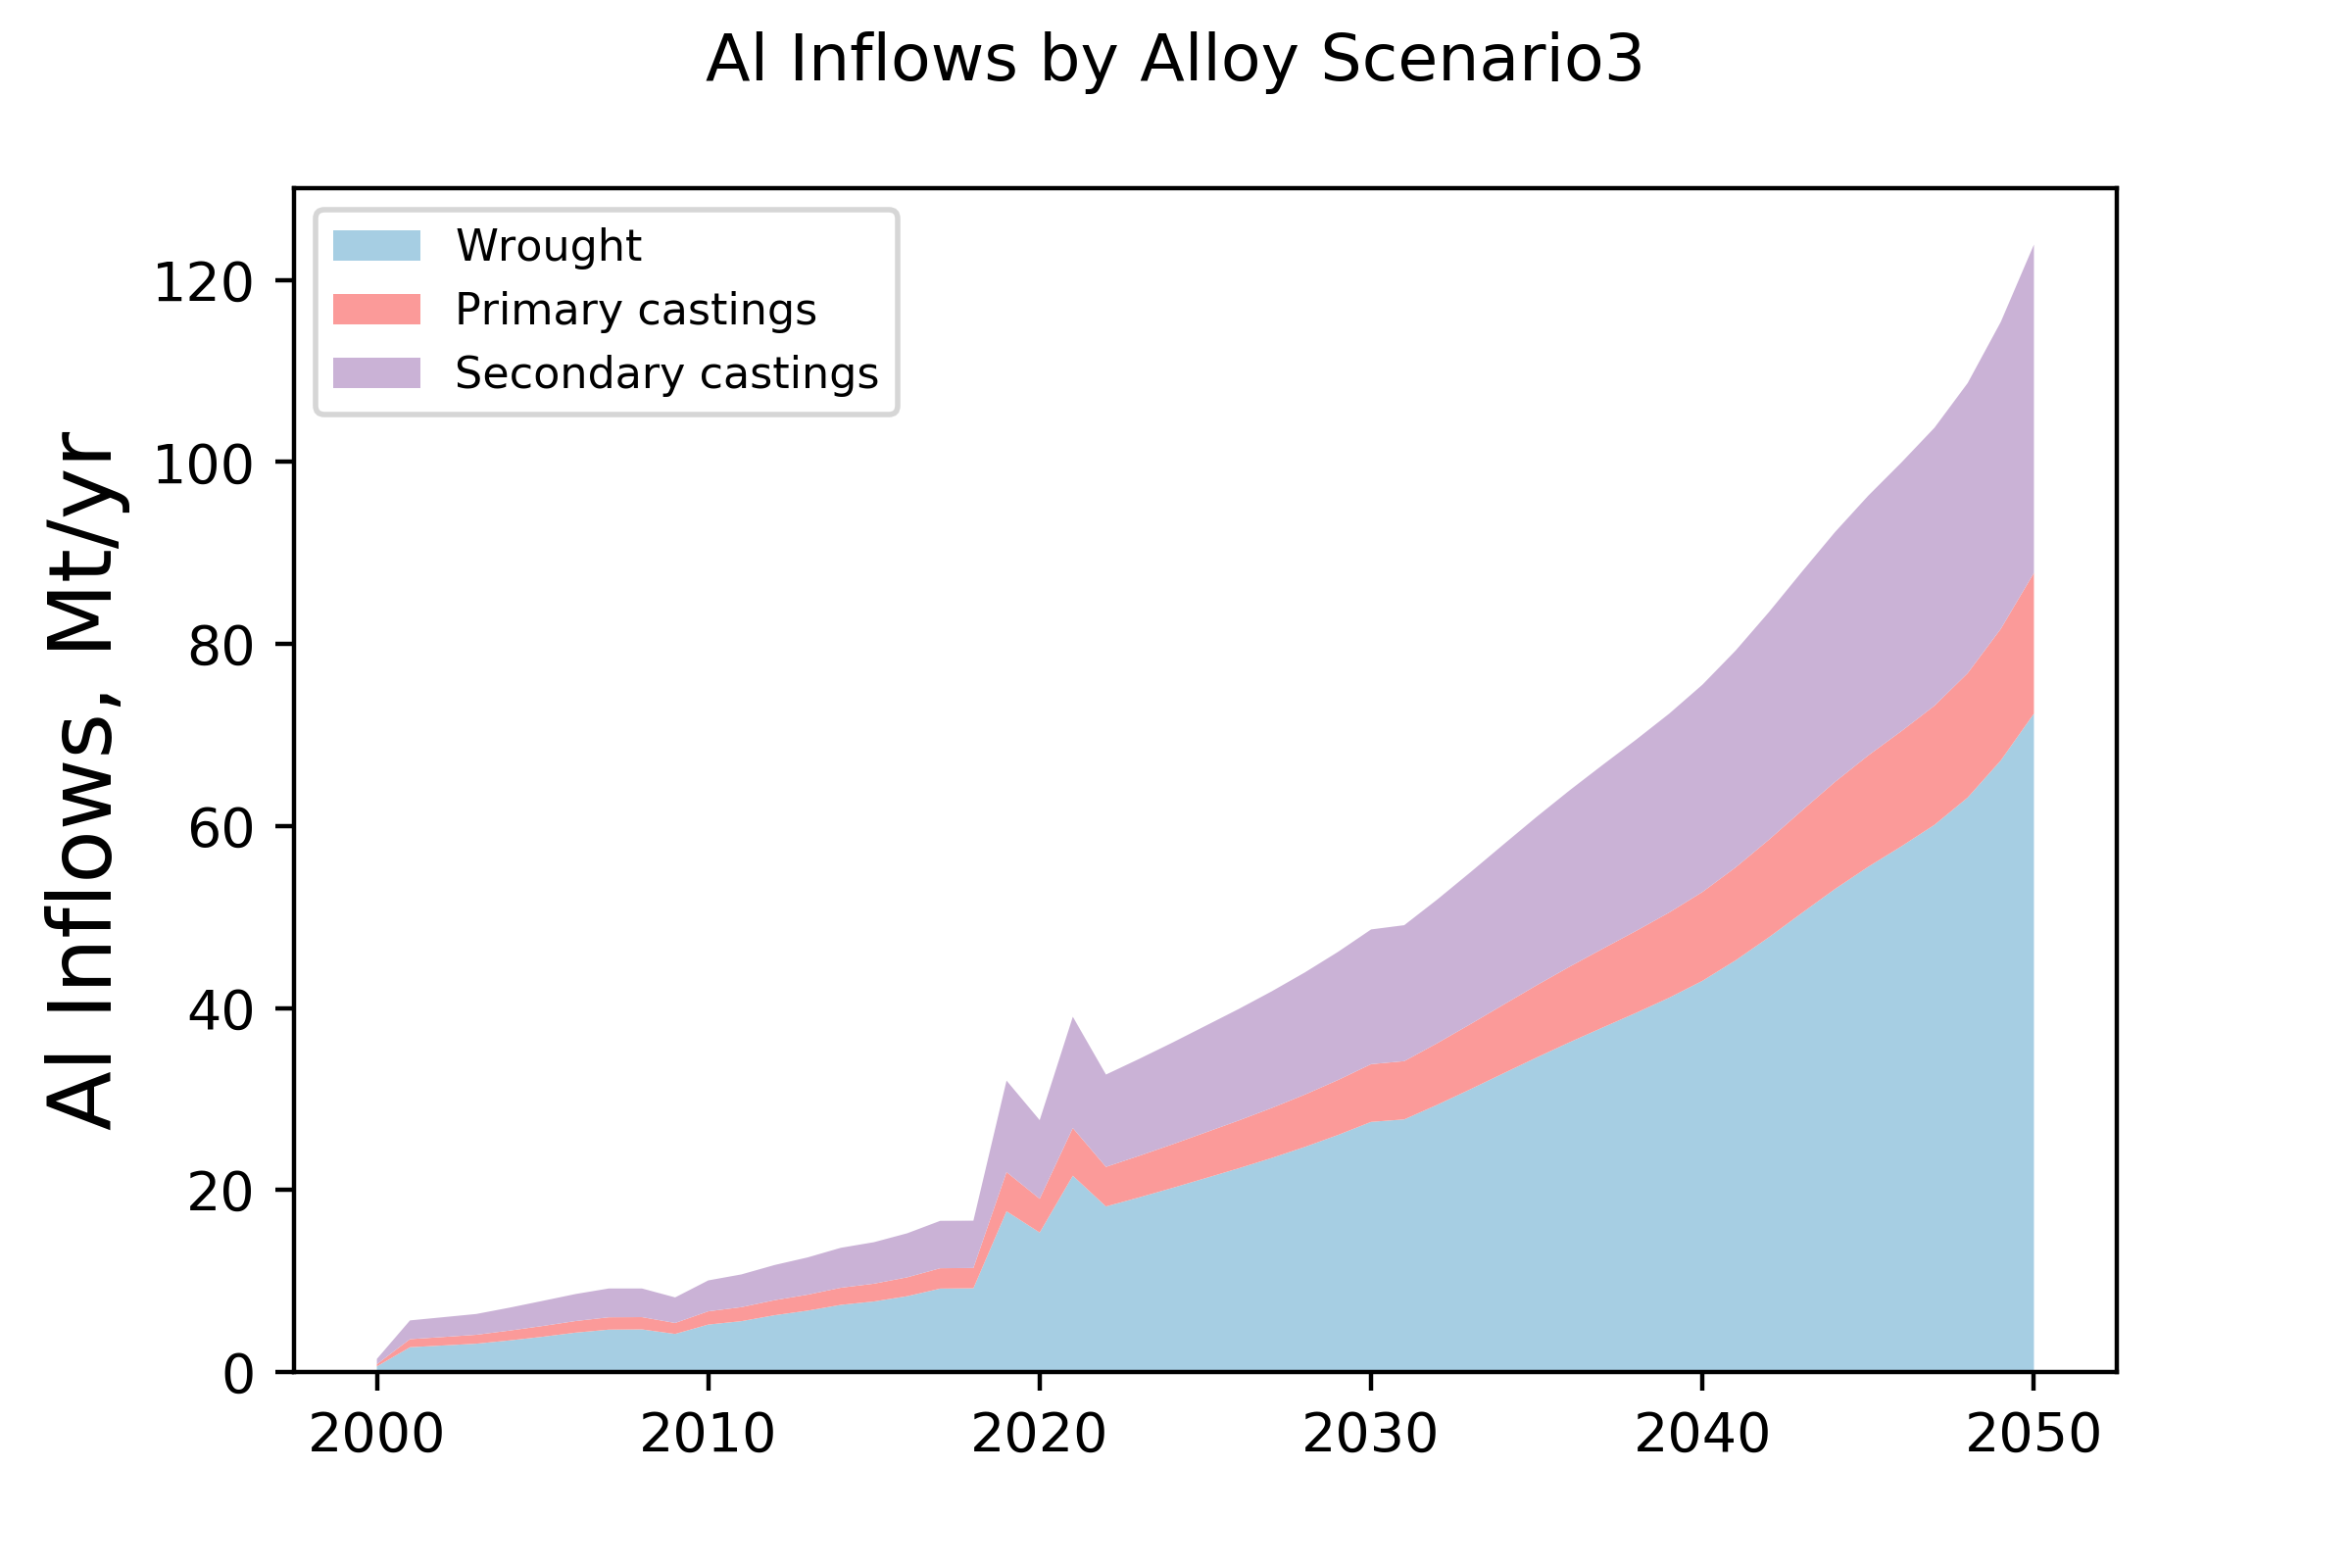 Al Inflows by Alloy Scenario3
Wrought
Primary castings
Secondary castings
Al Inflows, Mt/yr
120
100
80
60
40
20
0
2000 2010 2020 2030 2040 2050